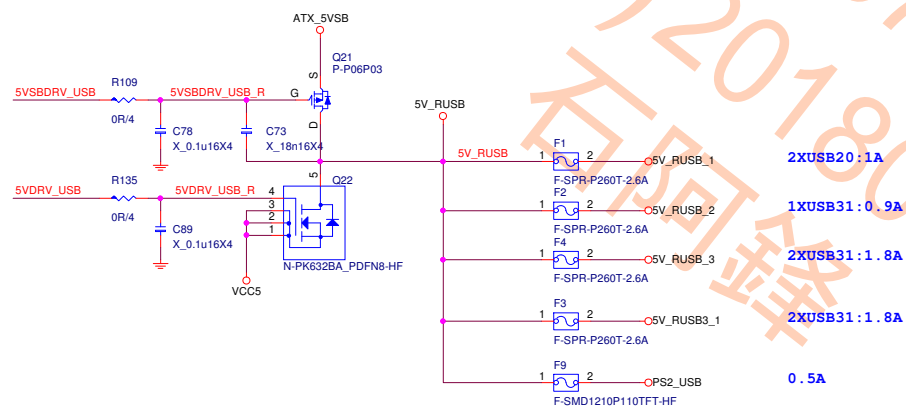 ATX_5VSB
Q21
P-P06P03
S
G
D
R109
5VSBDRV_USB
5VSBDRV_USB_R
0R/4
C78
X_0.1u16X4
C73
X_18n16X4
5V_RUSB
5V_RUSB
F1
1 2
5V_RUSB_1
2XUSB20:1A
F-SPR-P260T-2.6A
R135
5VDRV_USB
5VDRV_USB_R
0R/4
C89
X_0.1u16X4
5
Q22
4
3
2
1
N-PK632BA_PDFN8-HF
VCC5
F2
1 2
5V_RUSB_2
1XUSB31:0.9A
F-SPR-P260T-2.6A
F4
1 2
5V_RUSB_3
2XUSB31:1.8A
F-SPR-P260T-2.6A
F3
1 2
5V_RUSB3_1
2XUSB31:1.8A
F-SPR-P260T-2.6A
F9
1 2
PS2_USB
0.5A
F-SMD1210P110TFT-HF
)20180
石阿鋒